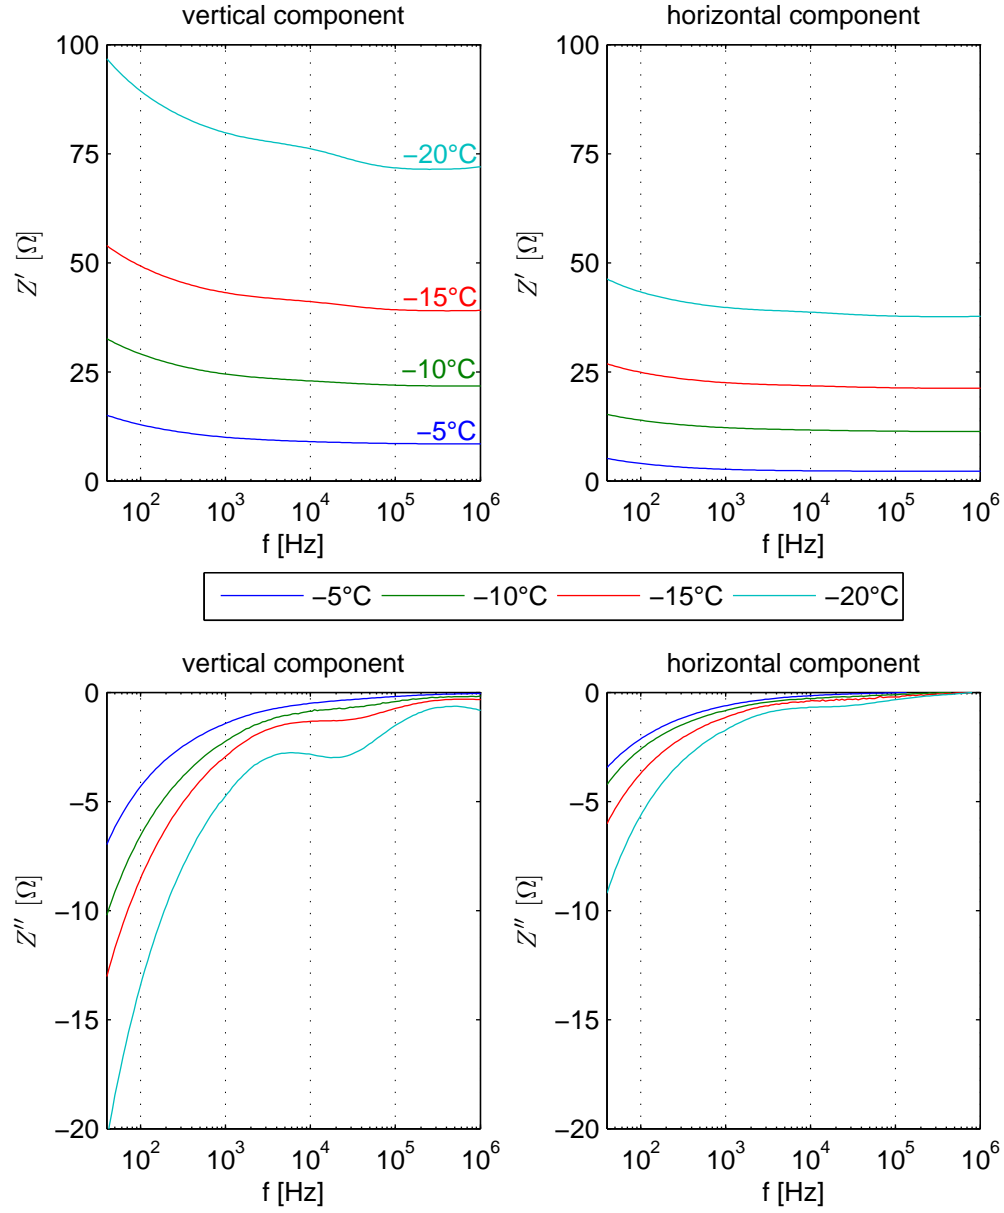 vertical component
horizontal component
100
75
50
25
0
Z′ [Ω]
−20°C
−15°C
−10°C
−5°C
10² 10³ 10⁴ 10⁵ 10⁶
f [Hz]
100
75
50
25
0
Z′ [Ω]
10² 10³ 10⁴ 10⁵ 10⁶
f [Hz]
−5°C −10°C −15°C −20°C
vertical component
horizontal component
0
−5
−10
−15
−20
Z″ [Ω]
10² 10³ 10⁴ 10⁵ 10⁶
f [Hz]
0
−5
−10
−15
−20
Z″ [Ω]
10² 10³ 10⁴ 10⁵ 10⁶
f [Hz]